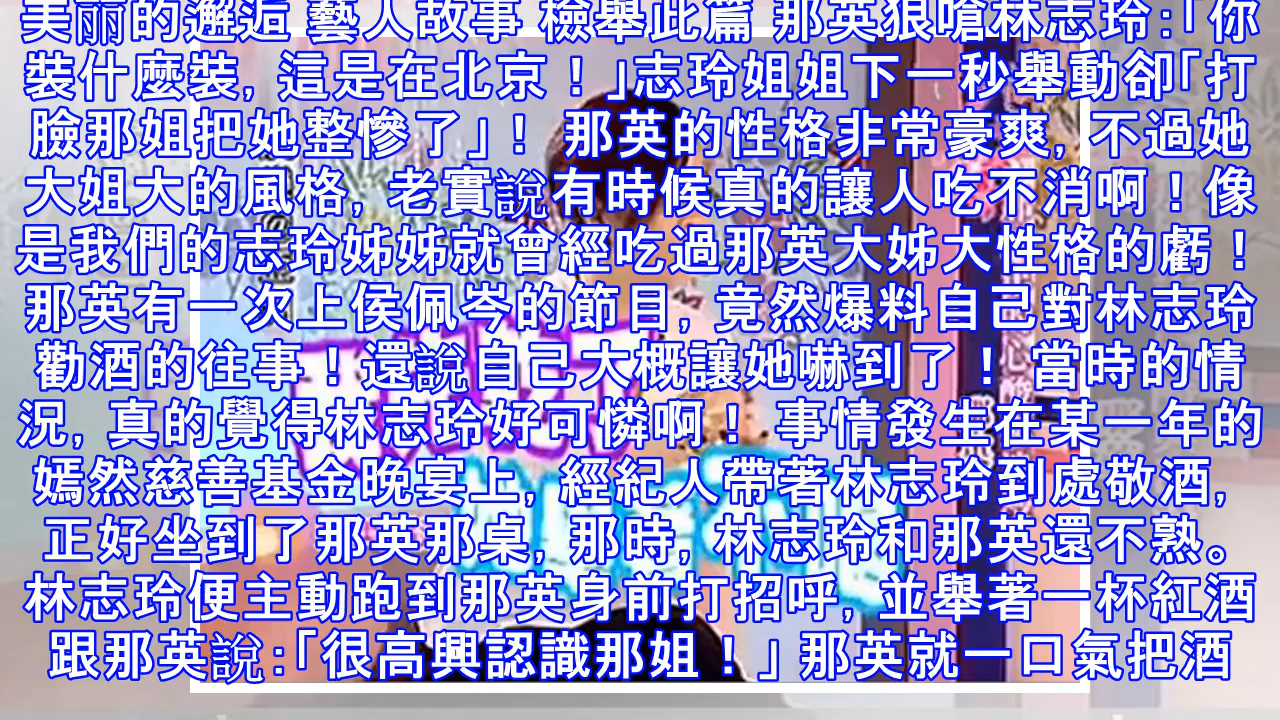 美丽的邂逅 藝人故事 檢舉此篇 那英狠嗆林志玲:「你
裝什麼裝, 這是在北京！」志玲姐姐下一秒舉動卻「打
臉那姐把她整慘了」！ 那英的性格非常豪爽, 不過她
大姐大的風格, 老實說有時候真的讓人吃不消啊！像
是我們的志玲姊姊就曾經吃過那英大姊大性格的虧！
那英有一次上侯佩岑的節目, 竟然爆料自己對林志玲
勸酒的往事！還說自己大概讓她嚇到了！ 當時的情
況, 真的覺得林志玲好可憐啊！ 事情發生在某一年的
嫣然慈善基金晚宴上, 經紀人帶著林志玲到處敬酒,
正好坐到了那英那桌, 那時, 林志玲和那英還不熟。
林志玲便主動跑到那英身前打招呼, 並舉著一杯紅酒
跟那英說:「很高興認識那姐！」那英就一口氣把酒